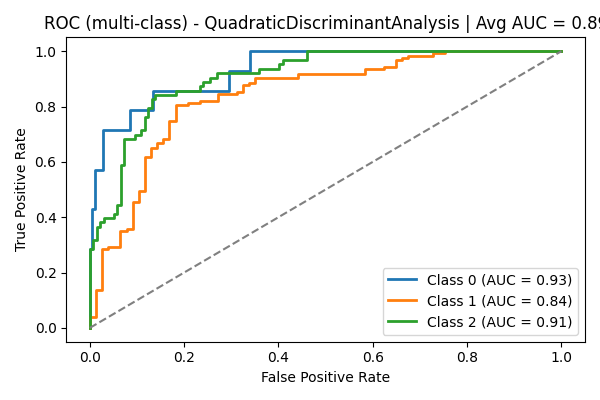 ROC (multi-class) - QuadraticDiscriminantAnalysis | Avg AUC = 0.89
True Positive Rate
1.0
0.8
0.6
0.4
0.2
0.0
Class 0 (AUC = 0.93)
Class 1 (AUC = 0.84)
Class 2 (AUC = 0.91)
0.0 0.2 0.4 0.6 0.8 1.0
False Positive Rate